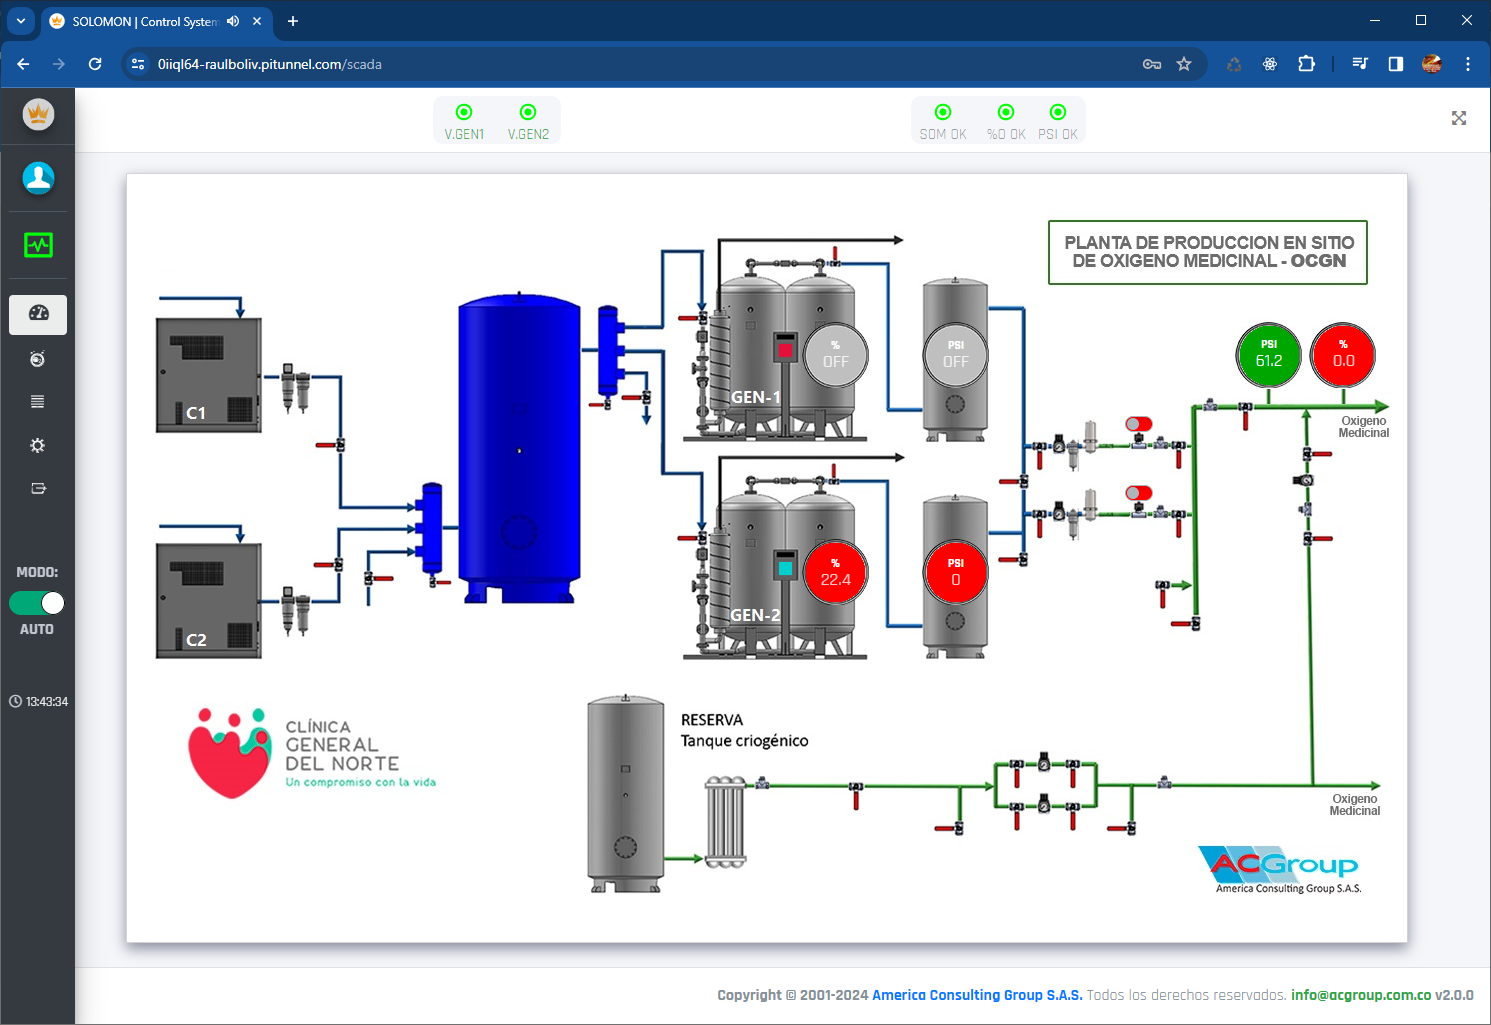 SOLOMON | Control System
0iiql64-raulboliv.pitunnel.com/scada
V.GEN1 V.GEN2
SOM OK %O OK PSI OK
PLANTA DE PRODUCCION EN SITIO
DE OXIGENO MEDICINAL - OCGN
PSI
61.2
%
0.0
%
OFF
PSI
OFF
GEN-1
C1
Oxigeno
Medicinal
%
22.4
PSI
0
GEN-2
C2
MODO:
AUTO
13:43:34
CLÍNICA
GENERAL
DEL NORTE
Un compromiso con la vida
RESERVA
Tanque criogénico
Oxigeno
Medicinal
ACGroup
America Consulting Group S.A.S.
Copyright © 2001-2024 America Consulting Group S.A.S. Todos los derechos reservados. info@acgroup.com.co v2.0.0